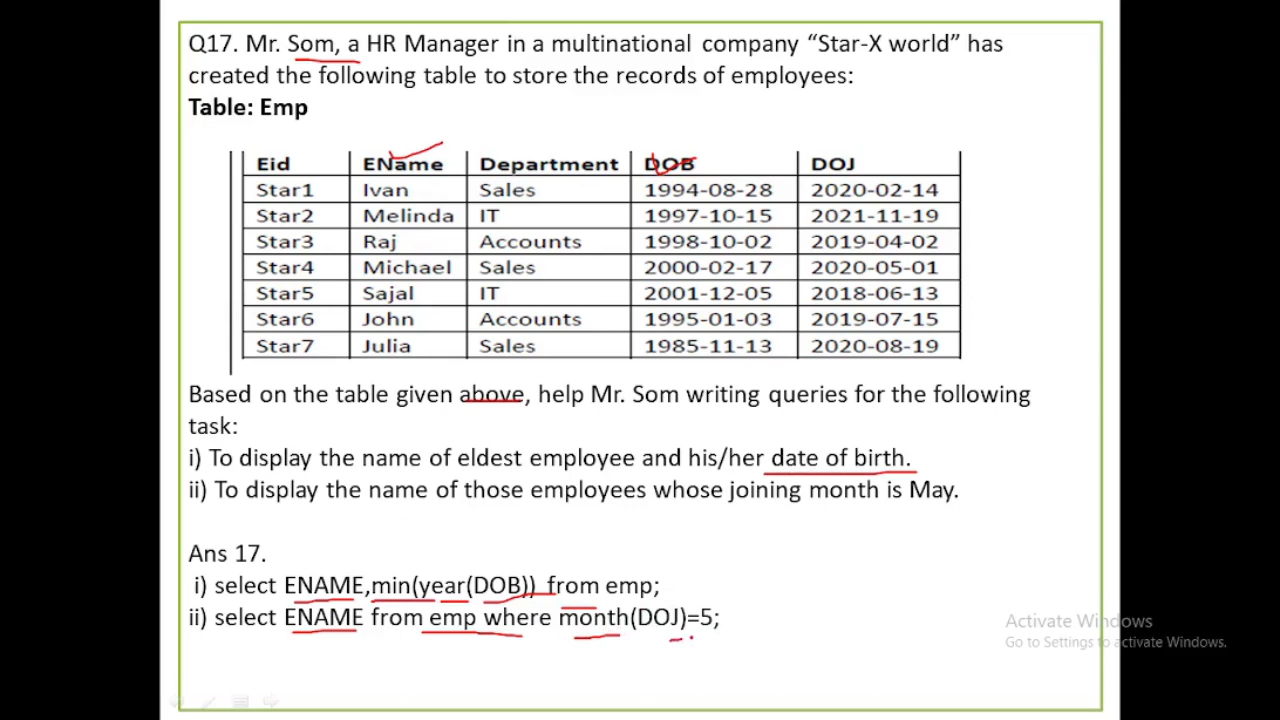 Q17. Mr. Som, a HR Manager in a multinational company “Star-X world” has
created the following table to store the records of employees:
Table: Emp
Eid EName Department DOB DOJ
Star1 Ivan Sales 1994-08-28 2020-02-14
Star2 Melinda IT 1997-10-15 2021-11-19
Star3 Raj Accounts 1998-10-02 2019-04-02
Star4 Michael Sales 2000-02-17 2020-05-01
Star5 Sajal IT 2001-12-05 2018-06-13
Star6 John Accounts 1995-01-03 2019-07-15
Star7 Julia Sales 1985-11-13 2020-08-19
Based on the table given above, help Mr. Som writing queries for the following
task:
i) To display the name of eldest employee and his/her date of birth.
ii) To display the name of those employees whose joining month is May.
Ans 17.
i) select ENAME,min(year(DOB)) from emp;
ii) select ENAME from emp where month(DOJ)=5;
Activate Windows
Go to Settings to activate Windows.